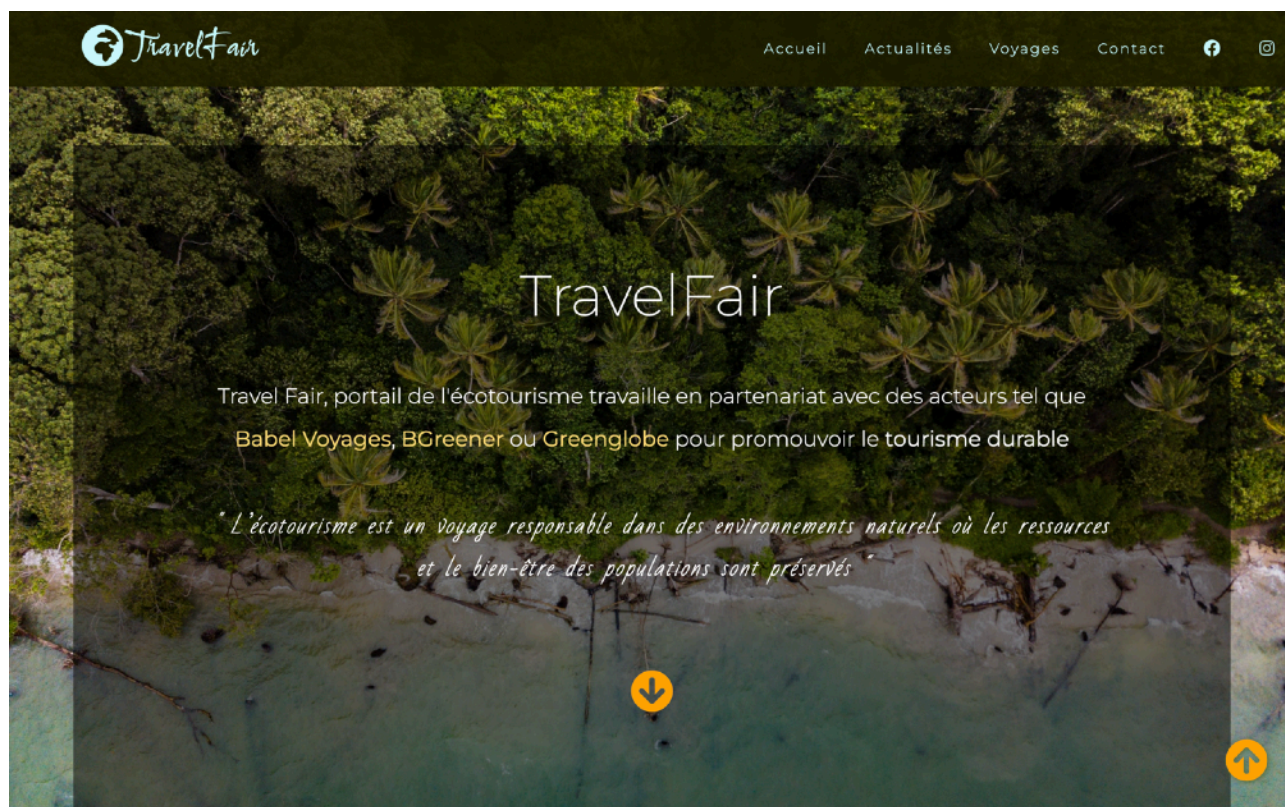 TravelFair
Accueil Actualités Voyages Contact
TravelFair
Travel Fair, portail de l'écotourisme travaille en partenariat avec des acteurs tel que
Babel Voyages, BGreener ou Greenglobe pour promouvoir le tourisme durable
" L'écotourisme est un voyage responsable dans des environnements naturels où les ressources
et le bien-être des populations sont préservés "